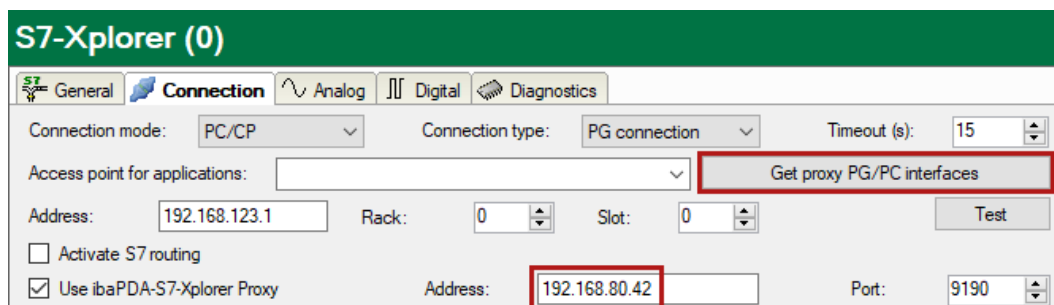 S7-Xplorer (0)
S7 General Connection Analog Digital Diagnostics
Connection mode: PC/CP Connection type: PG connection Timeout (s): 15
Access point for applications: Get proxy PG/PC interfaces
Address: 192.168.123.1 Rack: 0 Slot: 0 Test
Activate S7 routing
Use ibaPDA-S7-Xplorer Proxy Address: 192.168.80.42 Port: 9190